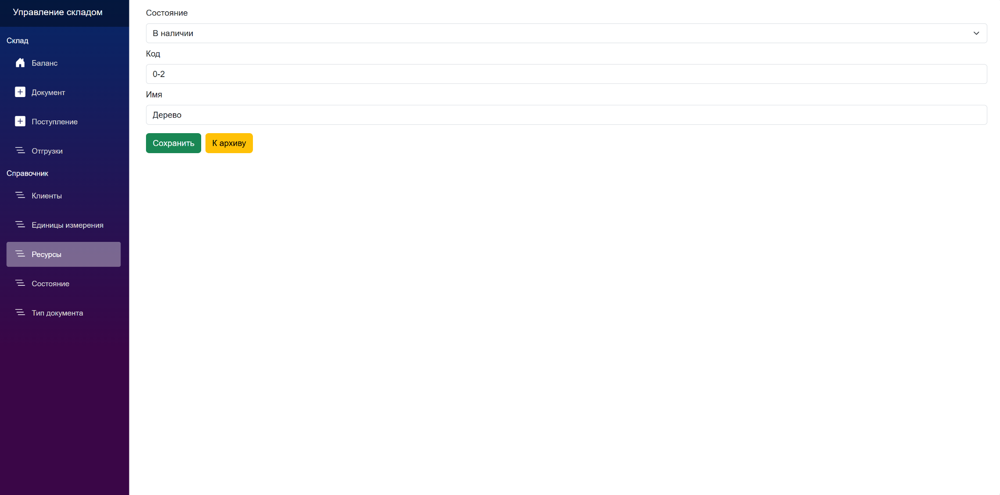 Управление складом
Склад
Баланс
Документ
Поступление
Отгрузки
Справочник
Клиенты
Единицы измерения
Ресурсы
Состояние
Тип документа
Состояние
В наличии
Код
0-2
Имя
Дерево
Сохранить К архиву